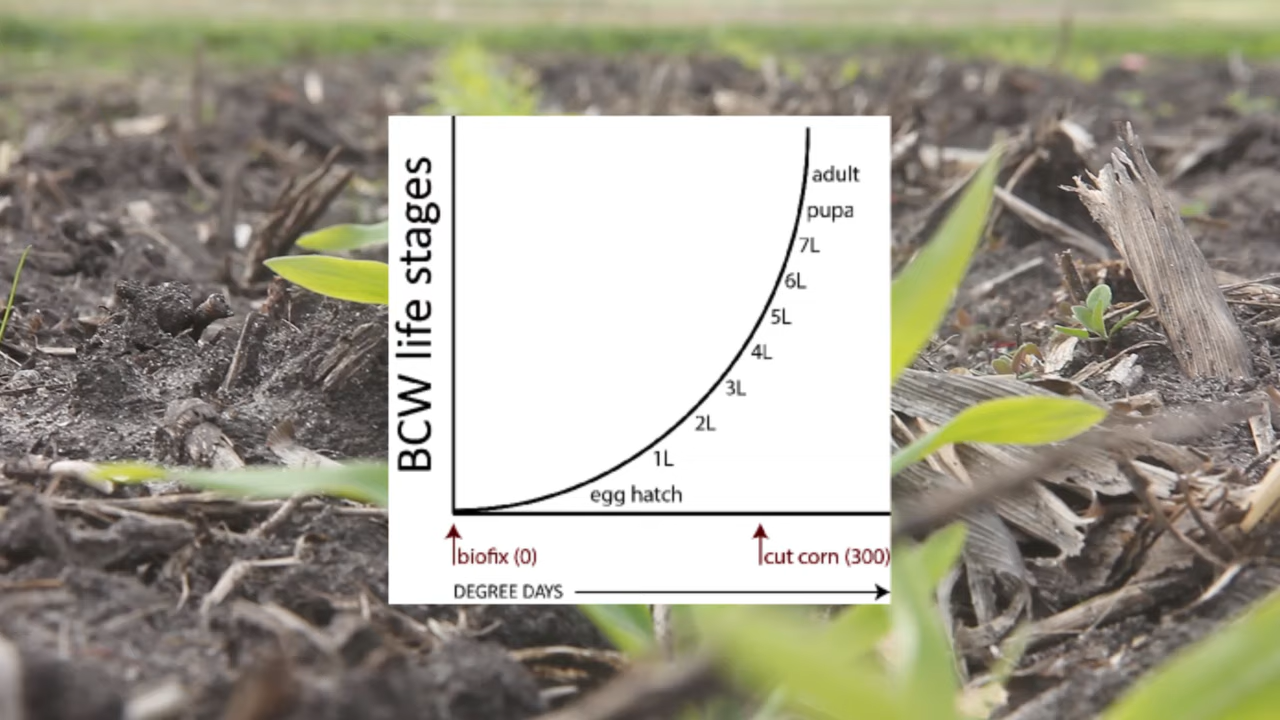 BCW life stages
adult
pupa
7L
6L
5L
4L
3L
2L
1L
egg hatch
biofix (0)
cut corn (300)
DEGREE DAYS